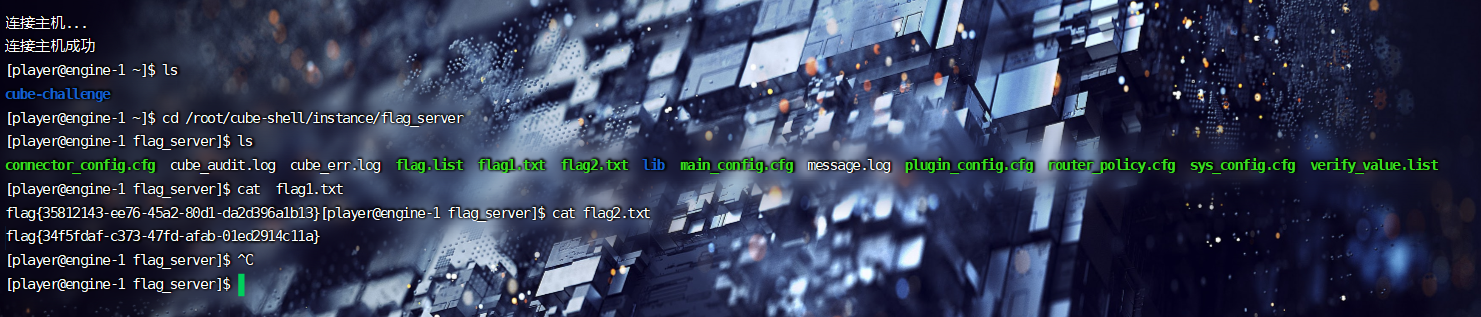 连接主机...
连接主机成功
[player@engine-1 ~]$ ls
cube-challenge
[player@engine-1 ~]$ cd /root/cube-shell/instance/flag_server
[player@engine-1 flag_server]$ ls
connector_config.cfg cube_audit.log cube_err.log flag.list flag1.txt flag2.txt lib main_config.cfg message.log plugin_config.cfg router_policy.cfg sys_config.cfg verify_value.list
[player@engine-1 flag_server]$ cat  flag1.txt
flag{35812143-ee76-45a2-80d1-da2d396a1b13}[player@engine-1 flag_server]$ cat flag2.txt
flag{34f5fdaf-c373-47fd-afab-01ed2914c11a}
[player@engine-1 flag_server]$ ^C
[player@engine-1 flag_server]$